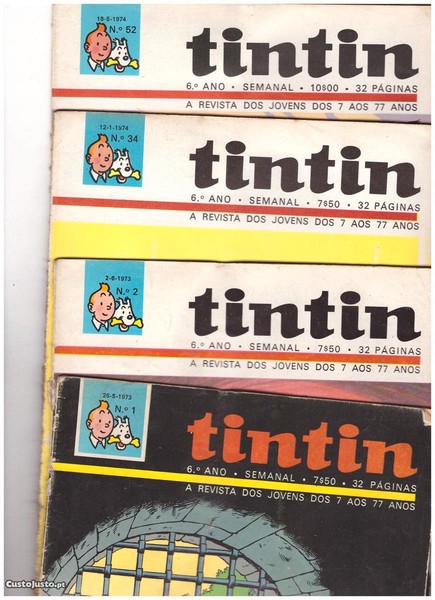 18-5-1974
N.º 52
tintin
6.º ANO • SEMANAL • 10$00 • 32 PÁGINAS
A REVISTA DOS JOVENS DOS 7 AOS 77 ANOS
12-1-1974
N.º 34
tintin
6.º ANO • SEMANAL • 7$50 • 32 PÁGINAS
A REVISTA DOS JOVENS DOS 7 AOS 77 ANOS
2-6-1973
N.º 2
tintin
6.º ANO • SEMANAL • 7$50 • 32 PÁGINAS
A REVISTA DOS JOVENS DOS 7 AOS 77 ANOS
26-5-1973
N.º 1
tintin
6.º ANO • SEMANAL • 7$50 • 32 PÁGINAS
A REVISTA DOS JOVENS DOS 7 AOS 77 ANOS
CustoJusto.pt